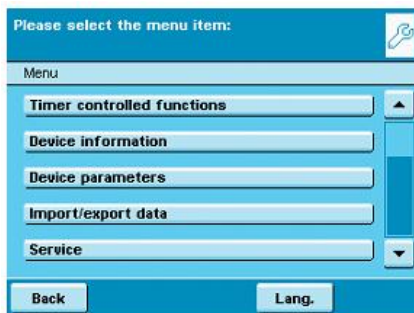 Please select the menu item:
Menu
Timer controlled functions
Device information
Device parameters
Import/export data
Service
Back
Lang.